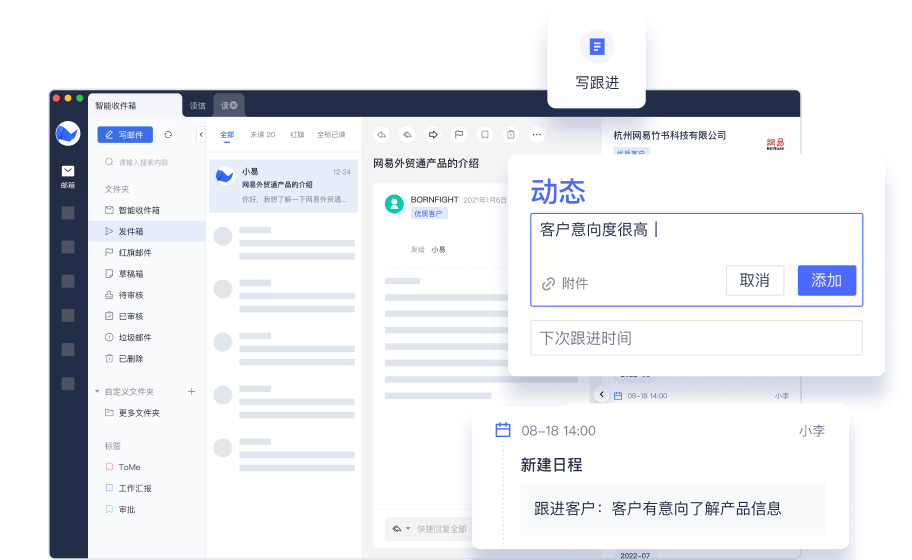 写跟进
智能收件箱
读信
读
写邮件
请输入搜索内容
邮箱
文件夹
智能收件箱
发件箱
红旗邮件
草稿箱
待审核
已审核
垃圾邮件
已删除
自定义文件夹
更多文件夹
标签
ToMe
工作汇报
审批
全部
未读 20
红旗
全标已读
小易
12-24
网易外贸通产品的介绍
你好，我想了解一下网易外贸通...
网易外贸通产品的介绍
BORNFIGHT
2021年1月6日
优质客户
发给 小易
快捷回复全部
杭州网易竹书科技有限公司
網易
NETEASE
优质客户
动态
客户意向度很高
附件
取消
添加
下次跟进时间
08-18 14:00
小李
08-18 14:00
小李
新建日程
跟进客户：客户有意向了解产品信息
2022-07